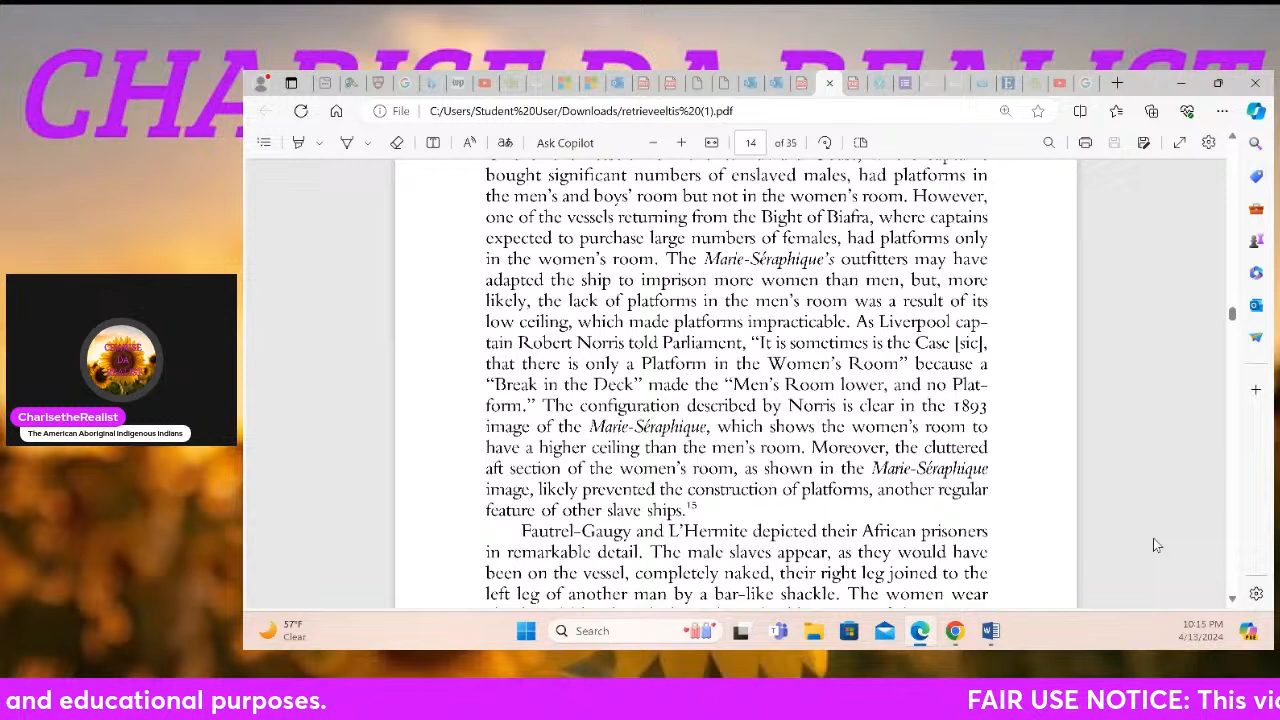 CHARISE DA REALIST
File
C:/Users/Student%20User/Downloads/retrieveeltis%20(1).pdf
Ask Copilot
14
of 35
bought significant numbers of enslaved males, had platforms in
the men's and boys' room but not in the women's room. However,
one of the vessels returning from the Bight of Biafra, where captains
expected to purchase large numbers of females, had platforms only
in the women's room. The Marie-Séraphique's outfitters may have
adapted the ship to imprison more women than men, but, more
likely, the lack of platforms in the men's room was a result of its
low ceiling, which made platforms impracticable. As Liverpool cap-
tain Robert Norris told Parliament, "It is sometimes is the Case [sic],
that there is only a Platform in the Women's Room" because a
"Break in the Deck" made the "Men's Room lower, and no Plat-
form." The configuration described by Norris is clear in the 1893
image of the Marie-Séraphique, which shows the women's room to
have a higher ceiling than the men's room. Moreover, the cluttered
aft section of the women's room, as shown in the Marie-Séraphique
image, likely prevented the construction of platforms, another regular
feature of other slave ships.15
Fautrel-Gaugy and L'Hermite depicted their African prisoners
in remarkable detail. The male slaves appear, as they would have
been on the vessel, completely naked, their right leg joined to the
left leg of another man by a bar-like shackle. The women wear
CHARISE
DA
REALIST
CharisetheRealist
The American Aboriginal Indigenous Indians
57°F
Clear
Search
10:15 PM
4/13/2024
and educational purposes.
FAIR USE NOTICE: This